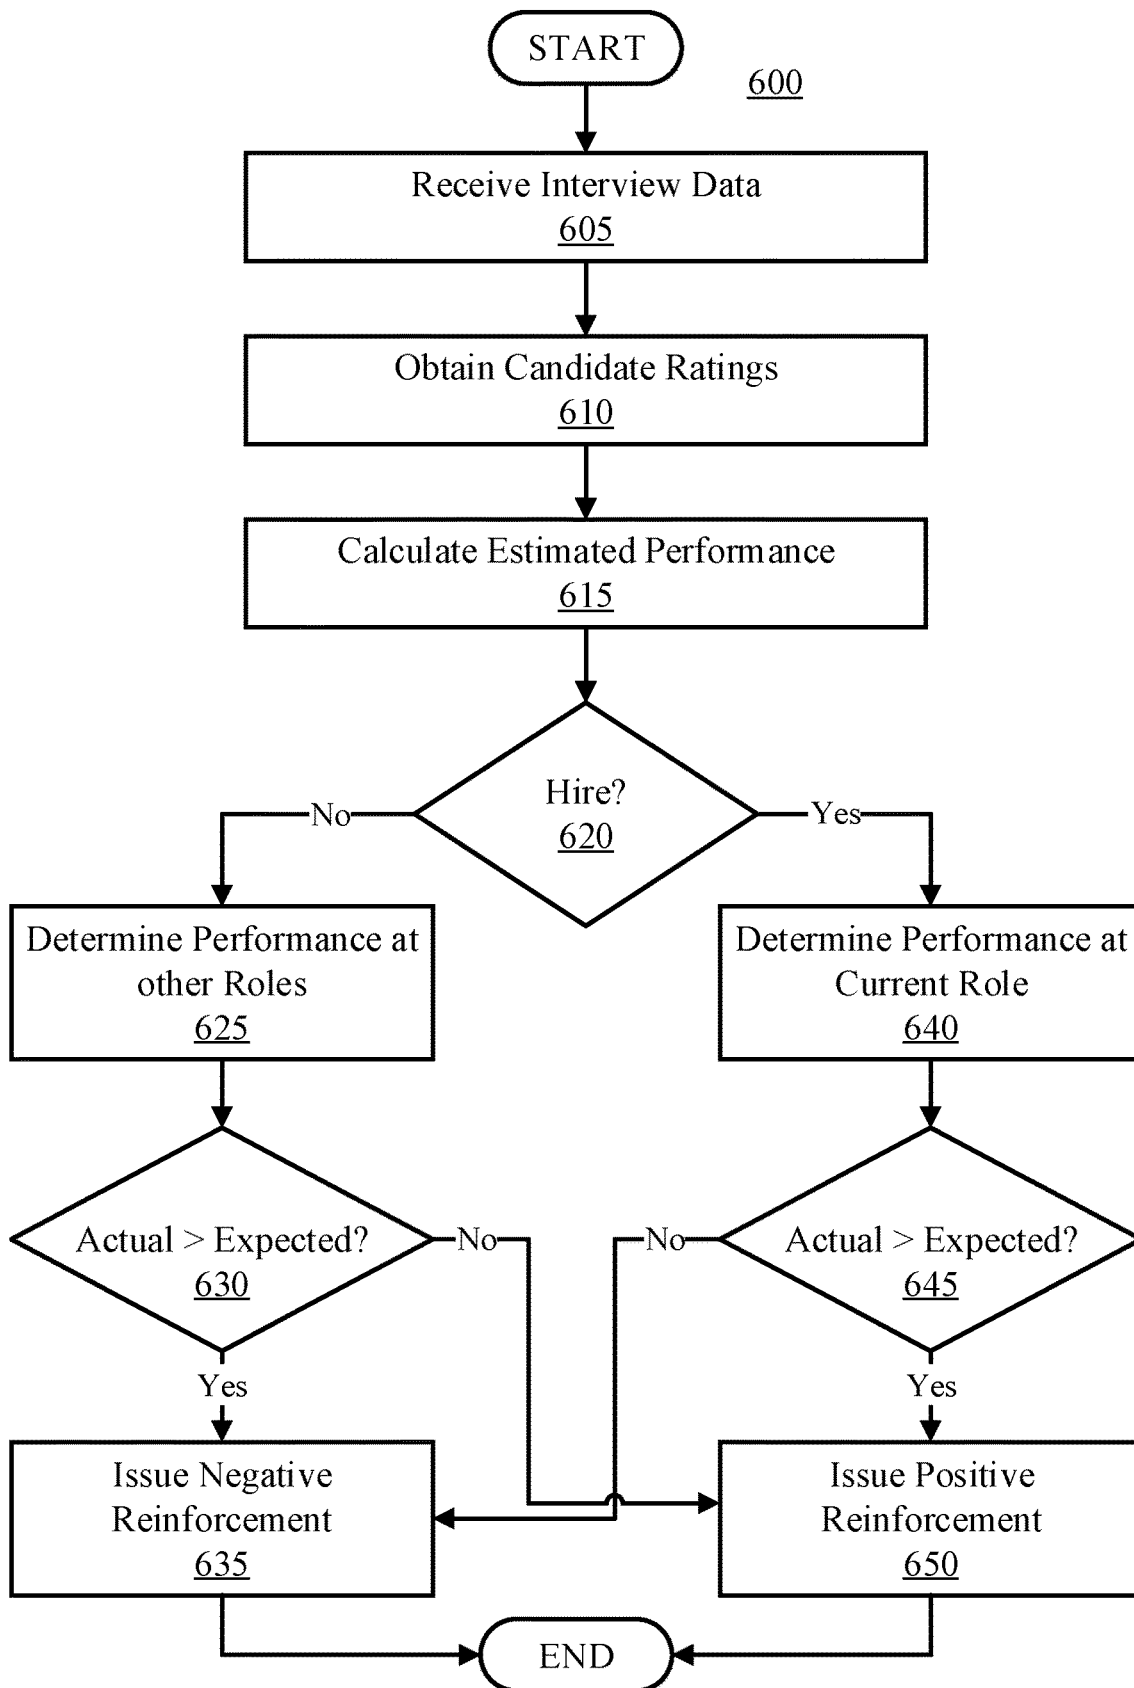 START
600
Receive Interview Data
605
Obtain Candidate Ratings
610
Calculate Estimated Performance
615
Hire?
620
No
Yes
Determine Performance at
other Roles
625
Determine Performance at
Current Role
640
Actual > Expected?
630
No
No
Actual > Expected?
645
Yes
Yes
Issue Negative
Reinforcement
635
Issue Positive
Reinforcement
650
END